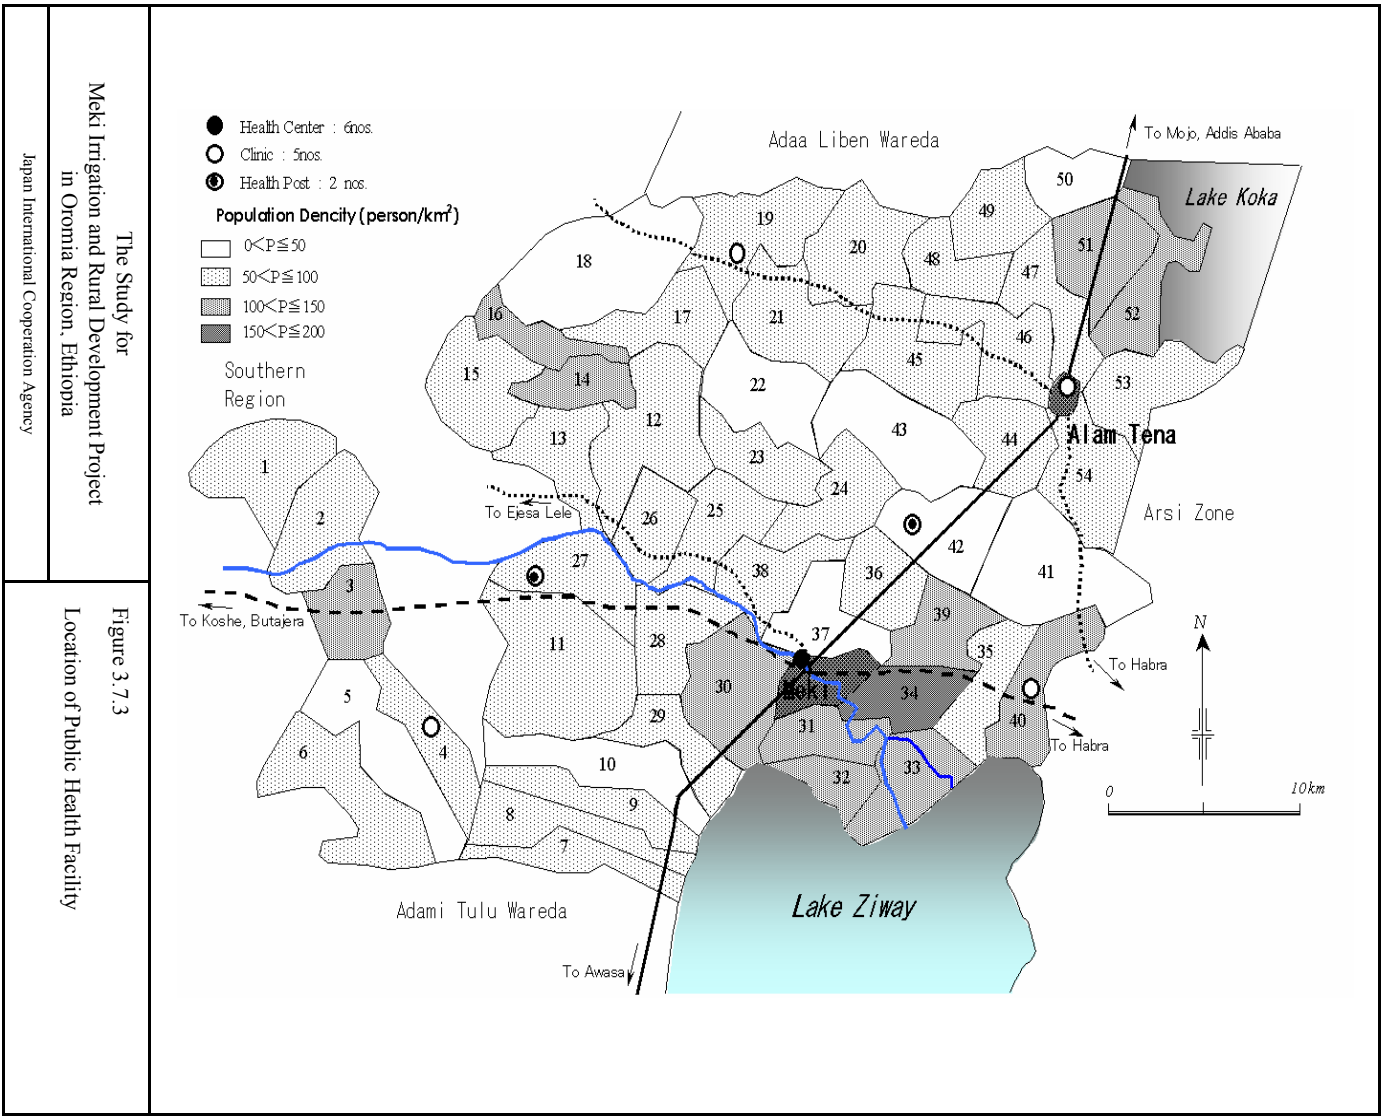 The Study for
Meki Irrigation and Rural Development Project
in Oromia Region, Ethiopia
Japan International Cooperation Agency
Figure 3.7.3
Location of Public Health Facility
Health Center : 6nos.
Clinic : 5nos.
Health Post : 2 nos.
Population Dencity (person/km²)
0<P≦50
50<P≦100
100<P≦150
150<P≦200
Southern
Region
Adaa Liben Wareda
To Mojo, Addis Ababa
Lake Koka
50
49
19
51
20
48
18
47
52
16
17
21
46
45
15
14
22
53
12
43
13
44
Alam Tena
1
23
54
24
25
2
26
To Ejesa Lele
Arsi Zone
42
27
38
36
41
3
39
To Koshe, Butajera
N
37
11
28
35
To Habra
30
34
Meki
5
29
31
40
6
4
To Habra
10
33
32
0
10km
9
8
7
Lake Ziway
Adami Tulu Wareda
To Awasa